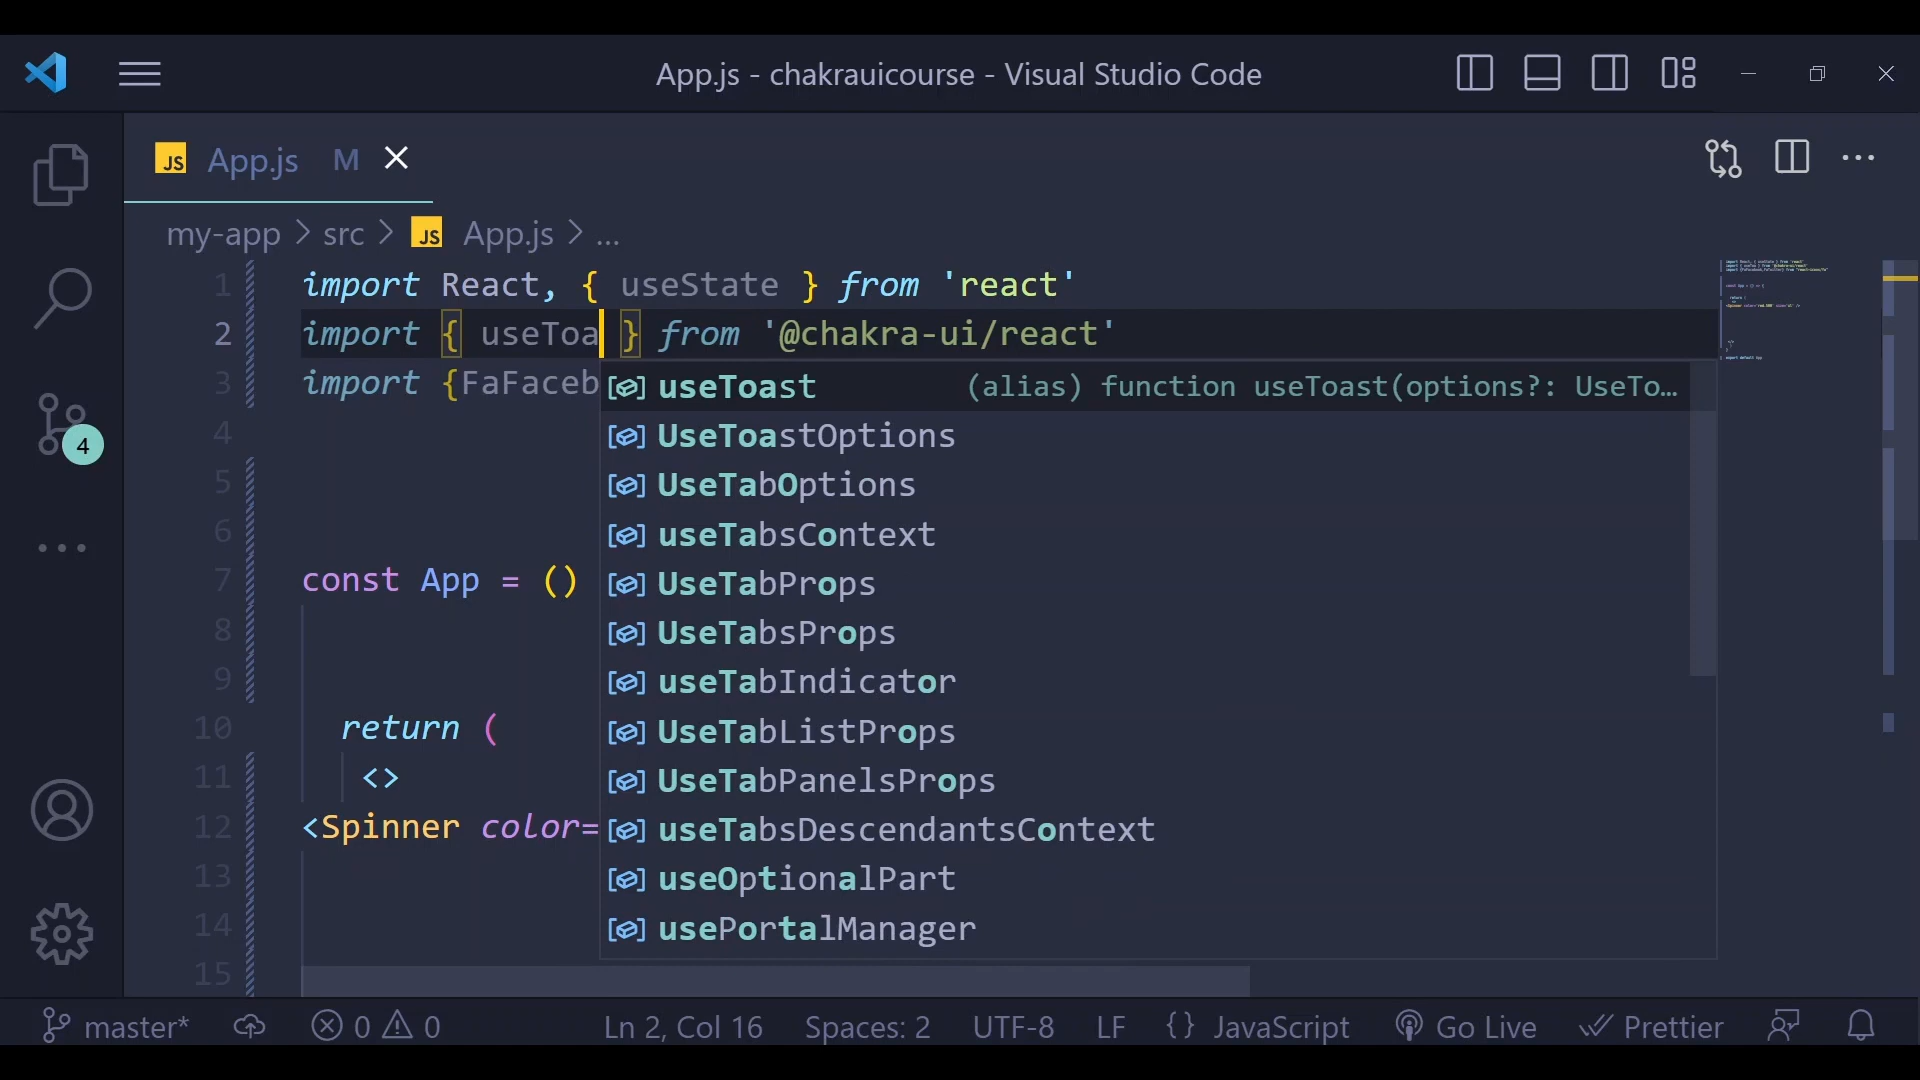 App.js - chakrauicourse - Visual Studio Code
JS App.js M
my-app > src > JS App.js > ...
1 import React, { useState } from 'react'
2 import { useToa } from '@chakra-ui/react'
3 import {FaFaceb
useToast (alias) function useToast(options?: UseTo…
4 UseToastOptions
5 UseTabOptions
6 useTabsContext
7 const App = () UseTabProps
8 UseTabsProps
9 useTabIndicator
10 return ( UseTabListProps
11 <> UseTabPanelsProps
12 <Spinner color= useTabsDescendantsContext
13 useOptionalPart
14 usePortalManager
15
4
master* 0 0 Ln 2, Col 16 Spaces: 2 UTF-8 LF {} JavaScript Go Live Prettier